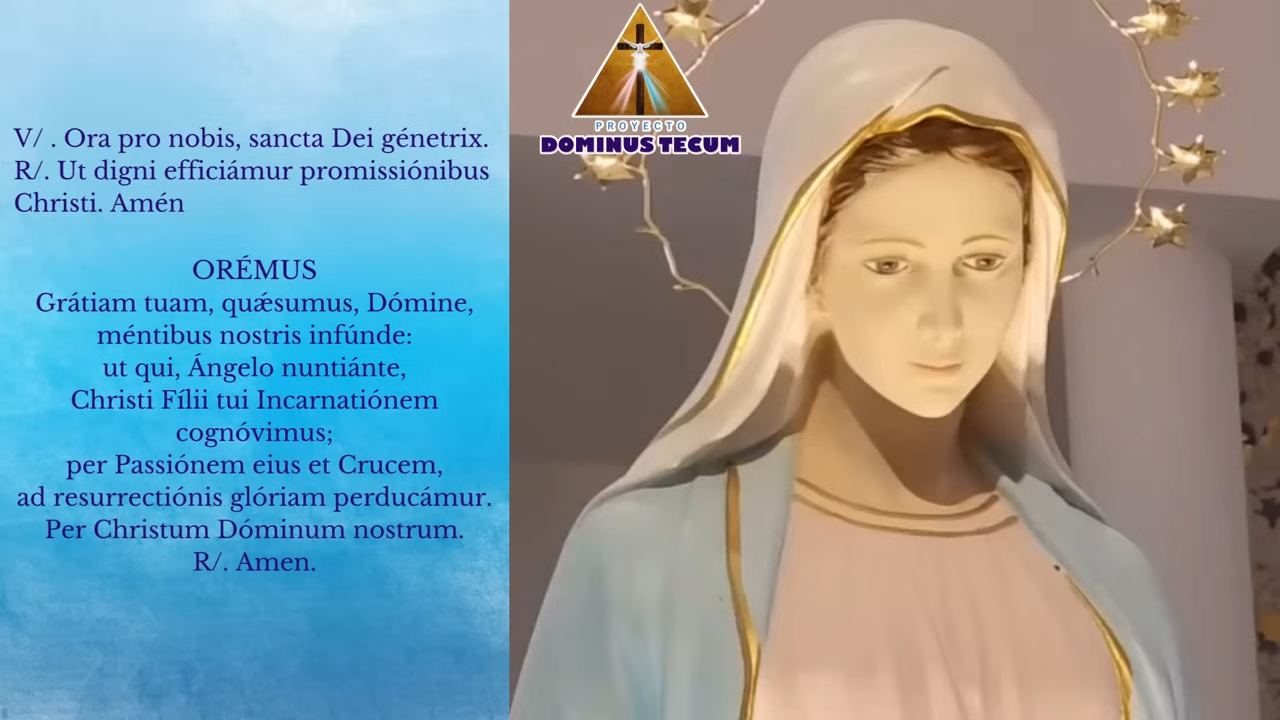 V/ . Ora pro nobis, sancta Dei génetrix.
R/. Ut digni efficiámur promissiónibus
Christi. Amén
ORÉMUS
Grátiam tuam, quǽsumus, Dómine,
méntibus nostris infúnde:
ut qui, Ángelo nuntiánte,
Christi Fílii tui Incarnatiónem
cognóvimus;
per Passiónem eius et Crucem,
ad resurrectiónis glóriam perducámur.
Per Christum Dóminum nostrum.
R/. Amen.
PROYECTO
DOMINUS TECUM